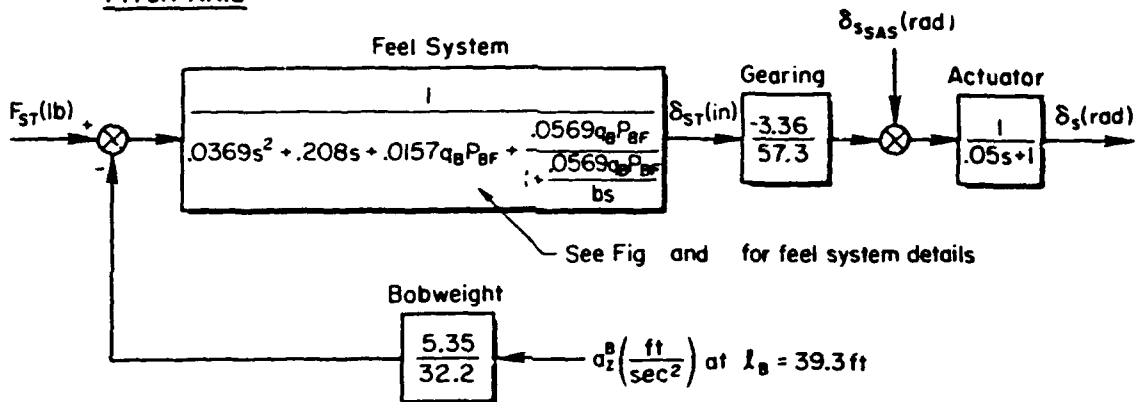 PITCH AXIS
δsSAS(rad)
Feel System
Gearing
Actuator
FST(lb)
+
-
1
.0369s² + .208s + .0157qBPBF +
.0569qBPBF
1 + .0569qBPBF
bs
δST(in)
-3.36
57.3
1
.05s+1
δs(rad)
See Fig and for feel system details
Bobweight
5.35
32.2
aᴮz (ft
sec²) at ℓB = 39.3 ft